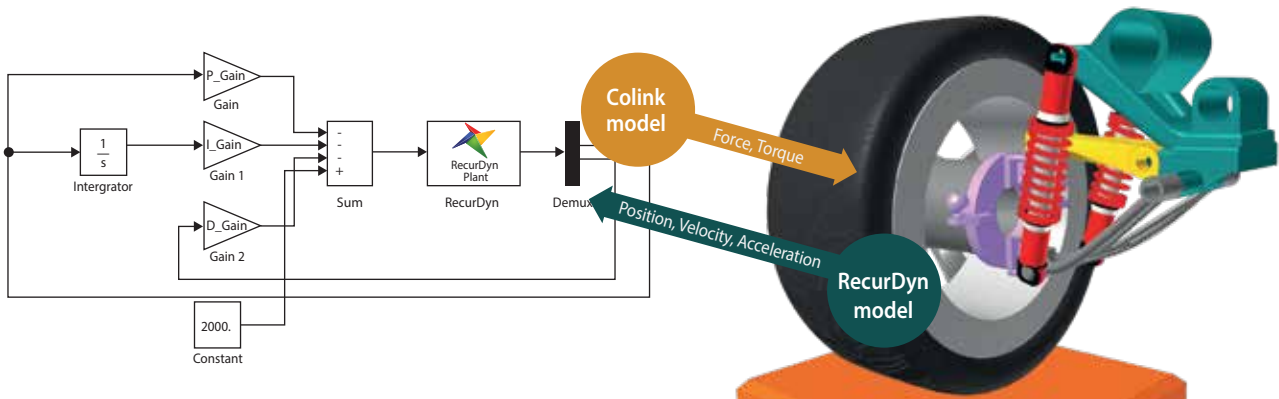 P_Gain
Gain
Colink
model
Force, Torque
1
s
Intergrator
I_Gain
Gain 1
-
-
-
+
Sum
RecurDyn
Plant
RecurDyn
Demux
Position, Velocity, Acceleration
D_Gain
Gain 2
RecurDyn
model
2000.
Constant